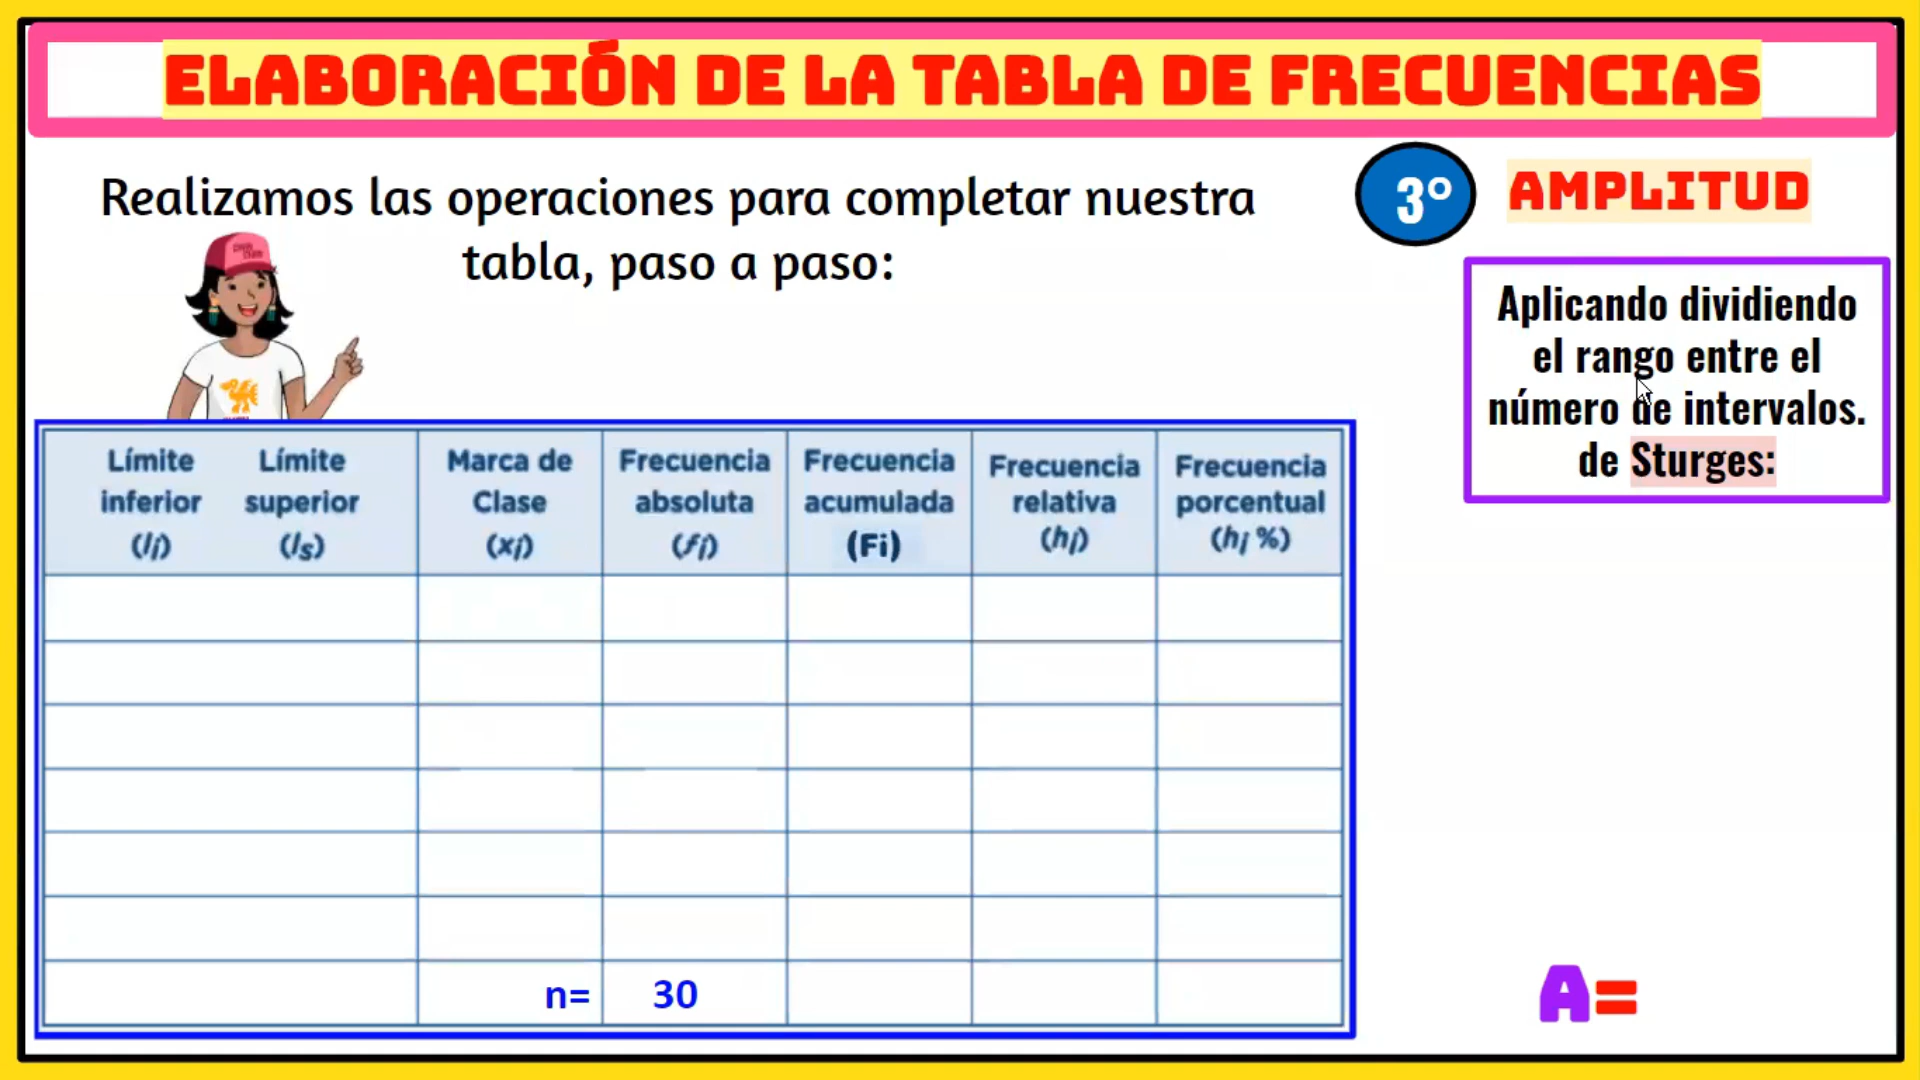 ELABORACIÓN DE LA TABLA DE FRECUENCIAS
Realizamos las operaciones para completar nuestra
tabla, paso a paso:
3°
AMPLITUD
Aplicando dividiendo
el rango entre el
número de intervalos.
de Sturges:
Límite inferior (li)
Límite superior (ls)
Marca de Clase (xi)
Frecuencia absoluta (fi)
Frecuencia acumulada (Fi)
Frecuencia relativa (hi)
Frecuencia porcentual (hi %)
n= 30
A=